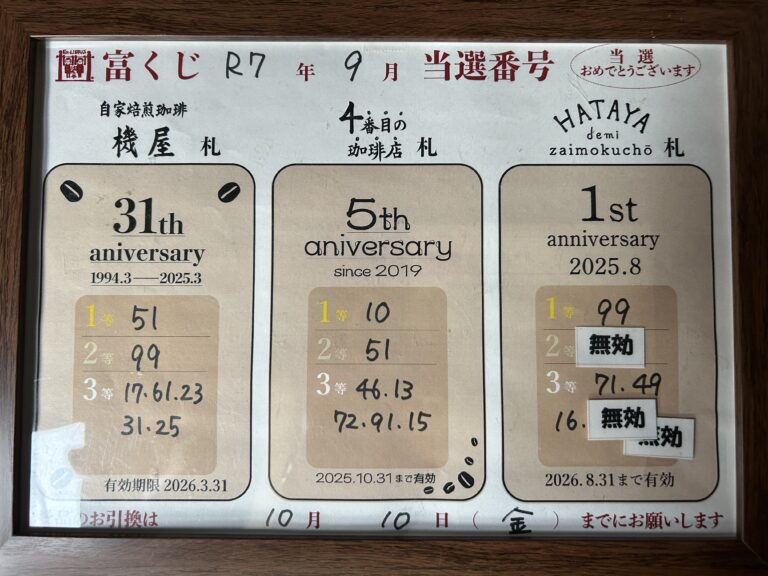 富くじ R7 年 9 月 当選番号
当選
おめでとうございます
自家焙煎珈琲
機屋 札
31th
aniversary
1994.3――2025.3
1等 51
2等 99
3等 17.61.23
31.25
有効期限 2026.3.31
4番目の
珈琲店 札
5th
aniversary
since 2019
1等 10
2等 51
3等 46.13
72.91.15
2025.10.31まで有効
HATAYA
demi
zaimokuchō 札
1st
anniversary
2025.8
1等 99
2 無効
3等 71.49
16. 無効
無効
2026.8.31まで有効
のお引換は 10月 10日(金) までにお願いします